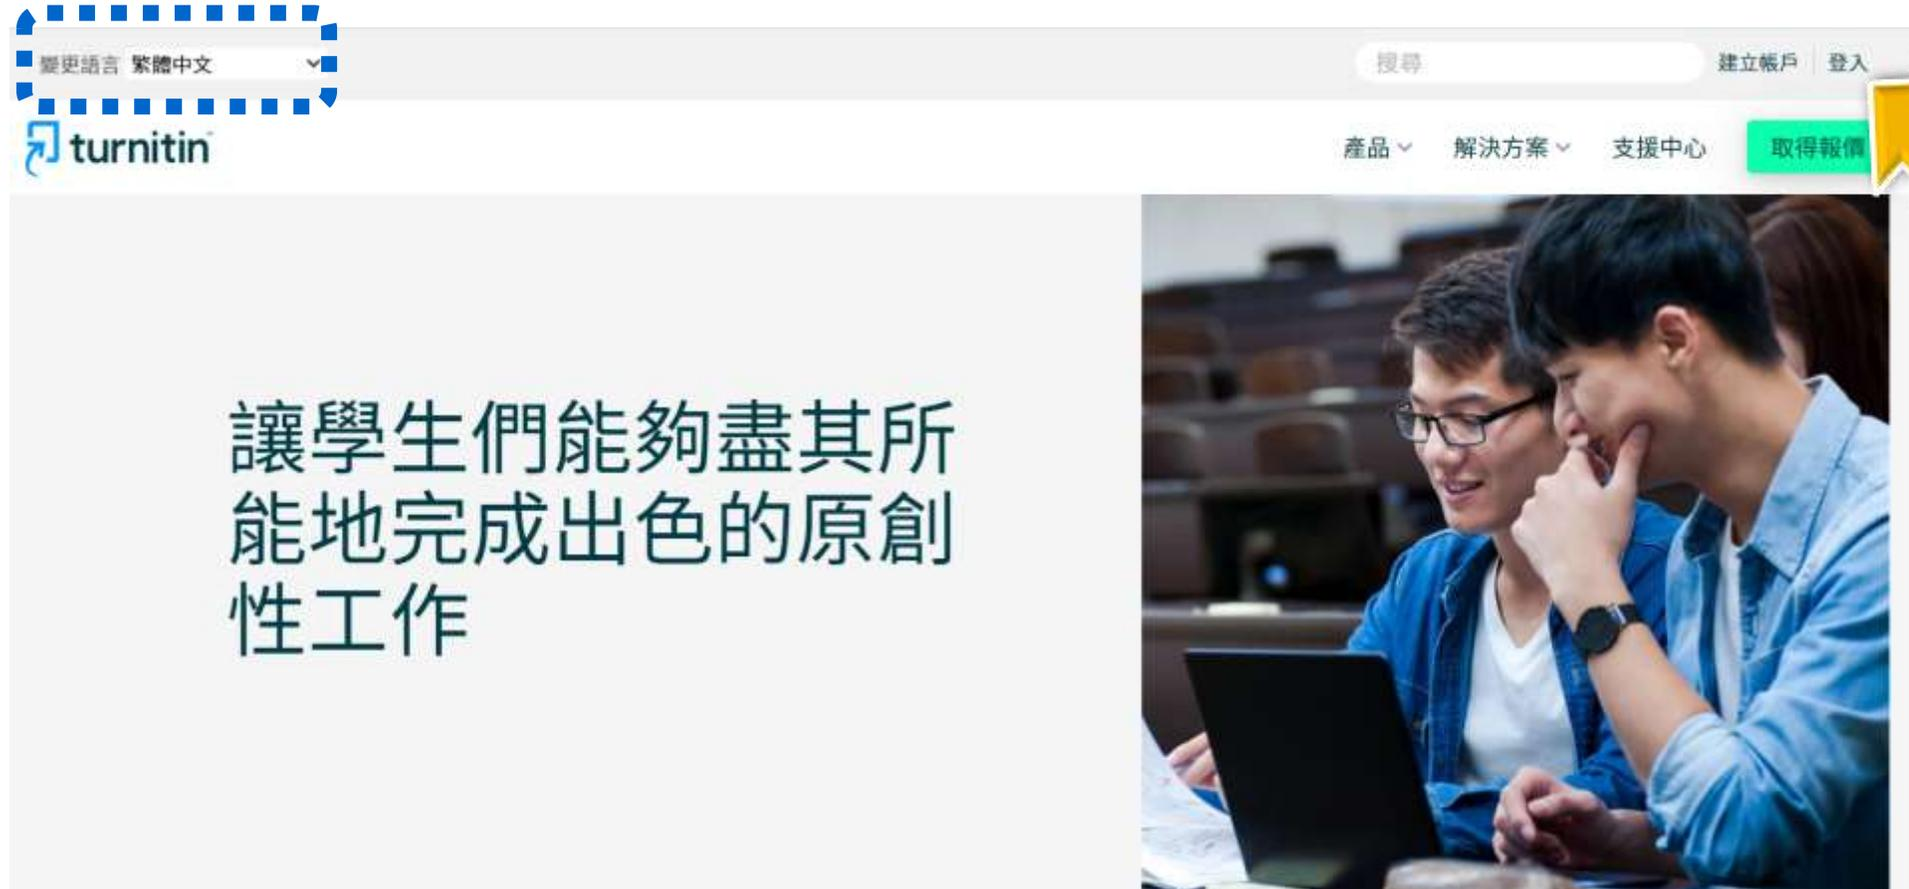 變更語言 繁體中文
搜尋 建立帳戶 登入
turnitin
產品 解決方案 支援中心 取得報價
讓學生們能夠盡其所
能地完成出色的原創
性工作